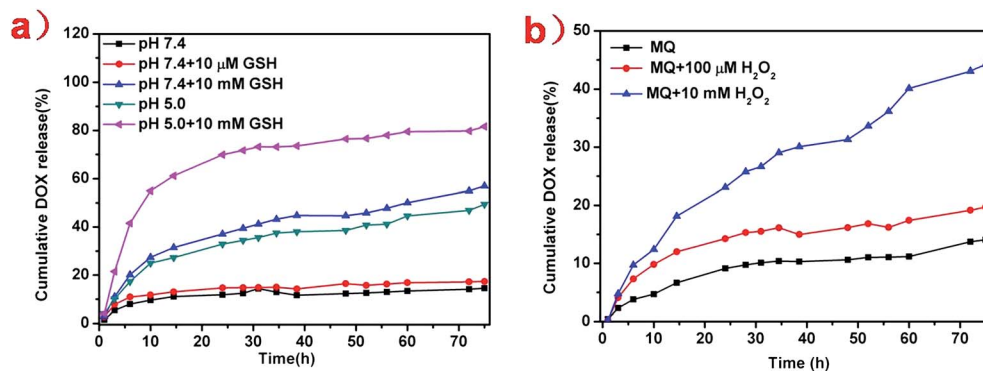 a)
120
100
80
60
40
20
0
Cumulative DOX release(%)
pH 7.4
pH 7.4+10 μM GSH
pH 7.4+10 mM GSH
pH 5.0
pH 5.0+10 mM GSH
0 10 20 30 40 50 60 70
Time(h)
b)
50
40
30
20
10
0
Cumulative DOX release(%)
MQ
MQ+100 μM H₂O₂
MQ+10 mM H₂O₂
0 10 20 30 40 50 60 70
Time (h)